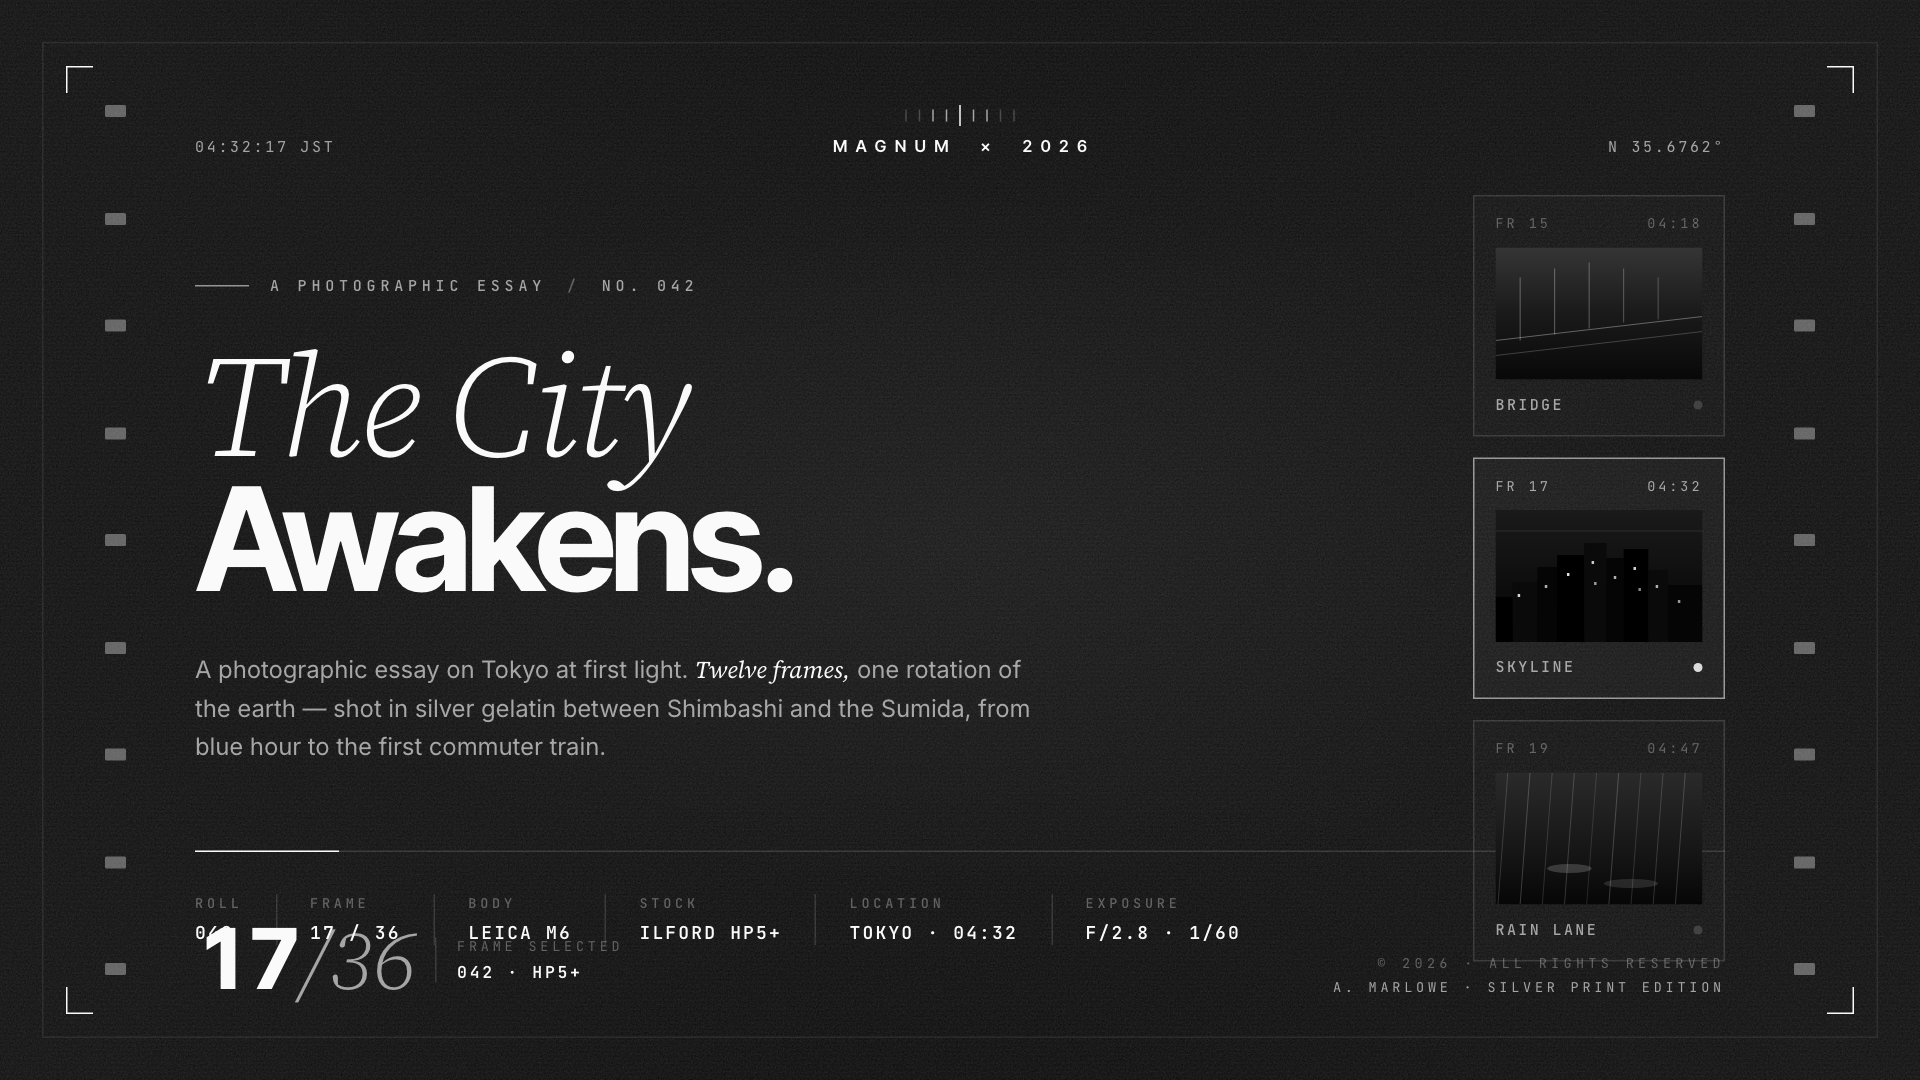 04:32:17 JST
MAGNUM × 2026
N 35.6762°
A PHOTOGRAPHIC ESSAY / NO. 042
The City
Awakens.
A photographic essay on Tokyo at first light. Twelve frames, one rotation of
the earth — shot in silver gelatin between Shimbashi and the Sumida, from
blue hour to the first commuter train.
FR 15 04:18
BRIDGE
FR 17 04:32
SKYLINE
FR 19 04:47
RAIN LANE
ROLL
FRAME
17 / 36
BODY
LEICA M6
STOCK
ILFORD HP5+
LOCATION
TOKYO · 04:32
EXPOSURE
F/2.8 · 1/60
17/36
FRAME SELECTED
042 · HP5+
© 2026 · ALL RIGHTS RESERVED
A. MARLOWE · SILVER PRINT EDITION